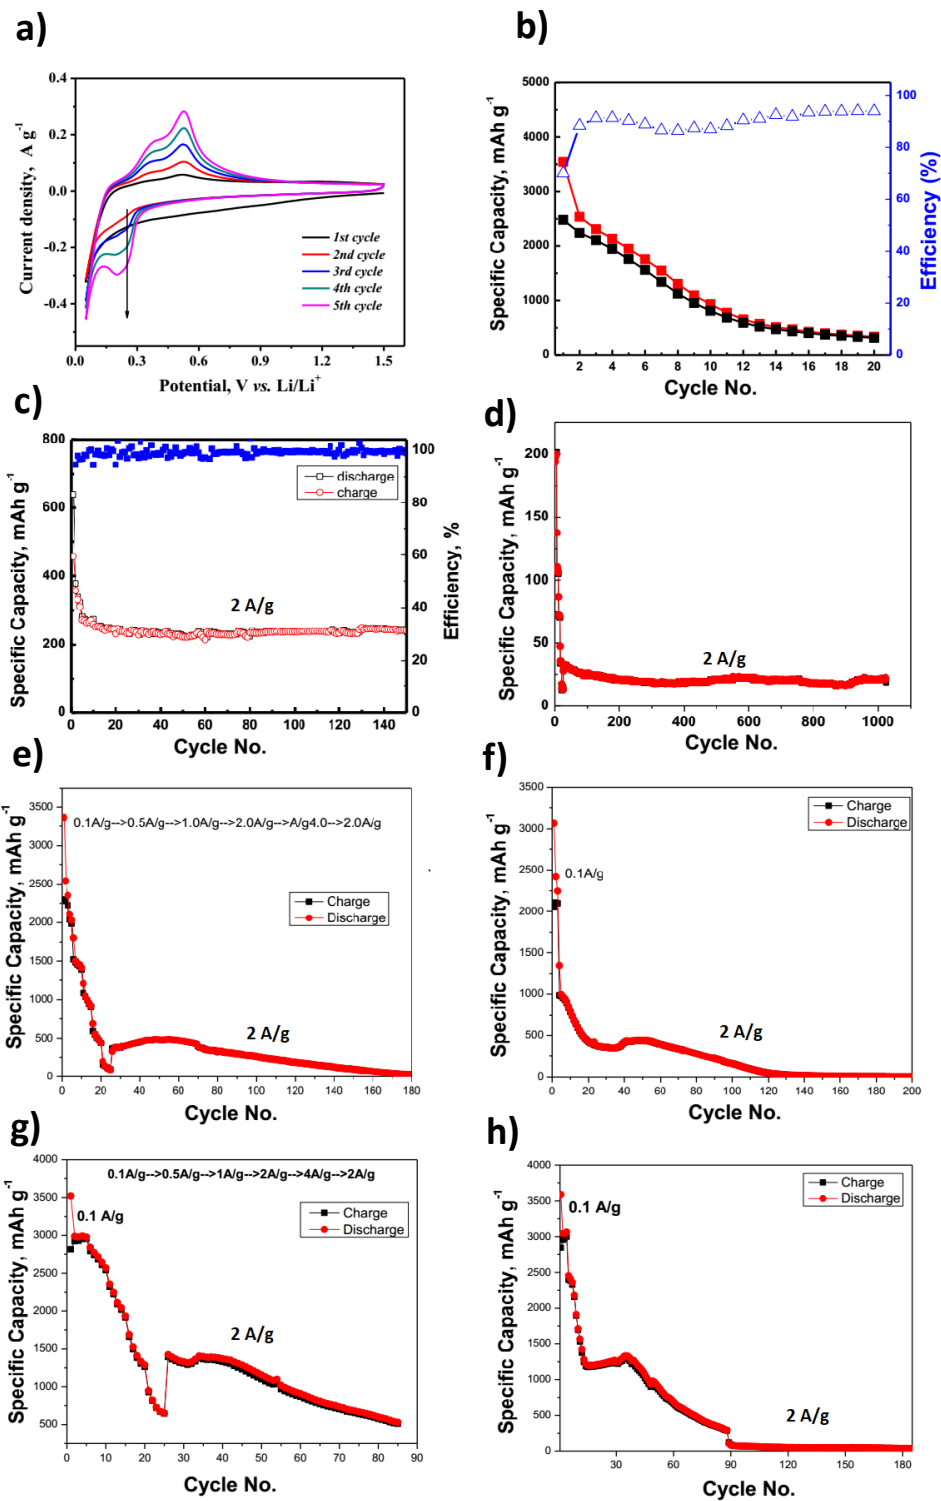 a)
0.4
0.2
0.0
-0.2
-0.4
0.0 0.3 0.6 0.9 1.2 1.5
Current density, A g-1
Potential, V vs. Li/Li+
1st cycle
2nd cycle
3rd cycle
4th cycle
5th cycle
b)
5000
4000
3000
2000
1000
0
100
80
60
40
20
0
2 4 6 8 10 12 14 16 18 20
Specific Capacity, mAh g-1
Efficiency (%)
Cycle No.
c)
800
600
400
200
0
100
80
60
40
20
0
0 20 40 60 80 100 120 140
Specific Capacity, mAh g-1
Efficiency, %
discharge
charge
2 A/g
Cycle No.
d)
200
150
100
50
0
0 200 400 600 800 1000
Specific Capacity, mAh g-1
2 A/g
Cycle No.
e)
3500
3000
2500
2000
1500
1000
500
0
0 20 40 60 80 100 120 140 160 180
Specific Capacity, mAh g-1
0.1A/g-->0.5A/g-->1.0A/g-->2.0A/g-->A/g4.0-->2.0A/g
Charge
Discharge
2 A/g
Cycle No.
f)
3500
3000
2500
2000
1500
1000
500
0
0 20 40 60 80 100 120 140 160 180 200
Specific Capacity, mAh g-1
Charge
Discharge
0.1A/g
2 A/g
Cycle No.
g)
4000
3500
3000
2500
2000
1500
1000
500
0 10 20 30 40 50 60 70 80 90
Specific Capacity, mAh g-1
0.1A/g-->0.5A/g-->1A/g-->2A/g-->4A/g-->2A/g
Charge
Discharge
0.1 A/g
2 A/g
Cycle No.
h)
4000
3500
3000
2500
2000
1500
1000
500
0
30 60 90 120 150 180
Specific Capacity, mAh g-1
Charge
Discharge
0.1 A/g
2 A/g
Cycle No.